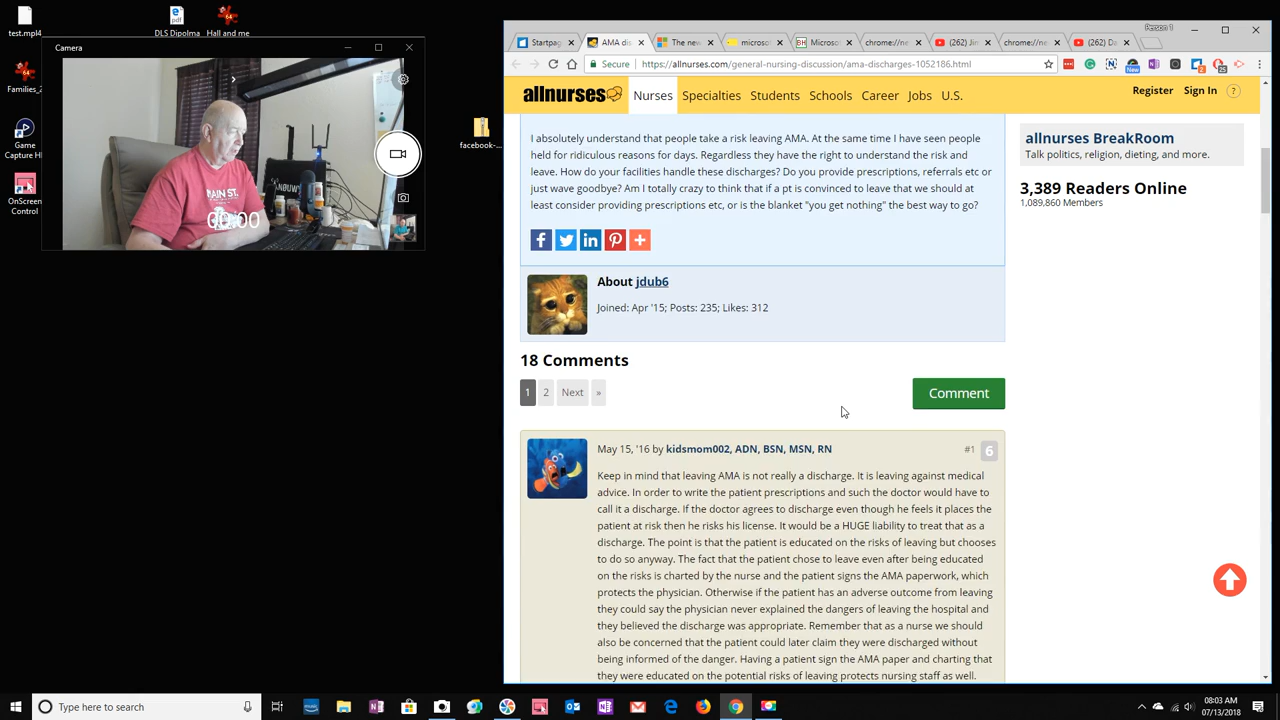 test.mp4
DLS Dipolma
Hall and me
Families_2
Game
Capture H
OnScreen
Control
facebook-...
Camera
00:00
Person 1
Startpag
AMA dis
The new
microso
Microso
chrome://ne
(262) Jin
chrome://ne
(262) Da
Secure
https://allnurses.com/general-nursing-discussion/ama-discharges-1052186.html
New
2
25
allnurses
Nurses Specialties Students Schools Career Jobs U.S.
Register Sign In ?
I absolutely understand that people take a risk leaving AMA. At the same time I have seen people
held for ridiculous reasons for days. Regardless they have the right to understand the risk and
leave. How do your facilities handle these discharges? Do you provide prescriptions, referrals etc or
just wave goodbye? Am I totally crazy to think that if a pt is convinced to leave that we should at
least consider providing prescriptions etc, or is the blanket "you get nothing" the best way to go?
allnurses BreakRoom
Talk politics, religion, dieting, and more.
3,389 Readers Online
1,089,860 Members
About jdub6
Joined: Apr '15; Posts: 235; Likes: 312
18 Comments
1 2 Next »
Comment
May 15, '16 by kidsmom002, ADN, BSN, MSN, RN
#1 6
Keep in mind that leaving AMA is not really a discharge. It is leaving against medical
advice. In order to write the patient prescriptions and such the doctor would have to
call it a discharge. If the doctor agrees to discharge even though he feels it places the
patient at risk then he risks his license. It would be a HUGE liability to treat that as a
discharge. The point is that the patient is educated on the risks of leaving but chooses
to do so anyway. The fact that the patient chose to leave even after being educated
on the risks is charted by the nurse and the patient signs the AMA paperwork, which
protects the physician. Otherwise if the patient has an adverse outcome from leaving
they could say the physician never explained the dangers of leaving the hospital and
they believed the discharge was appropriate. Remember that as a nurse we should
also be concerned that the patient could later claim they were discharged without
being informed of the danger. Having a patient sign the AMA paper and charting that
they were educated on the potential risks of leaving protects nursing staff as well.
Type here to search
08:03 AM
07/13/2018